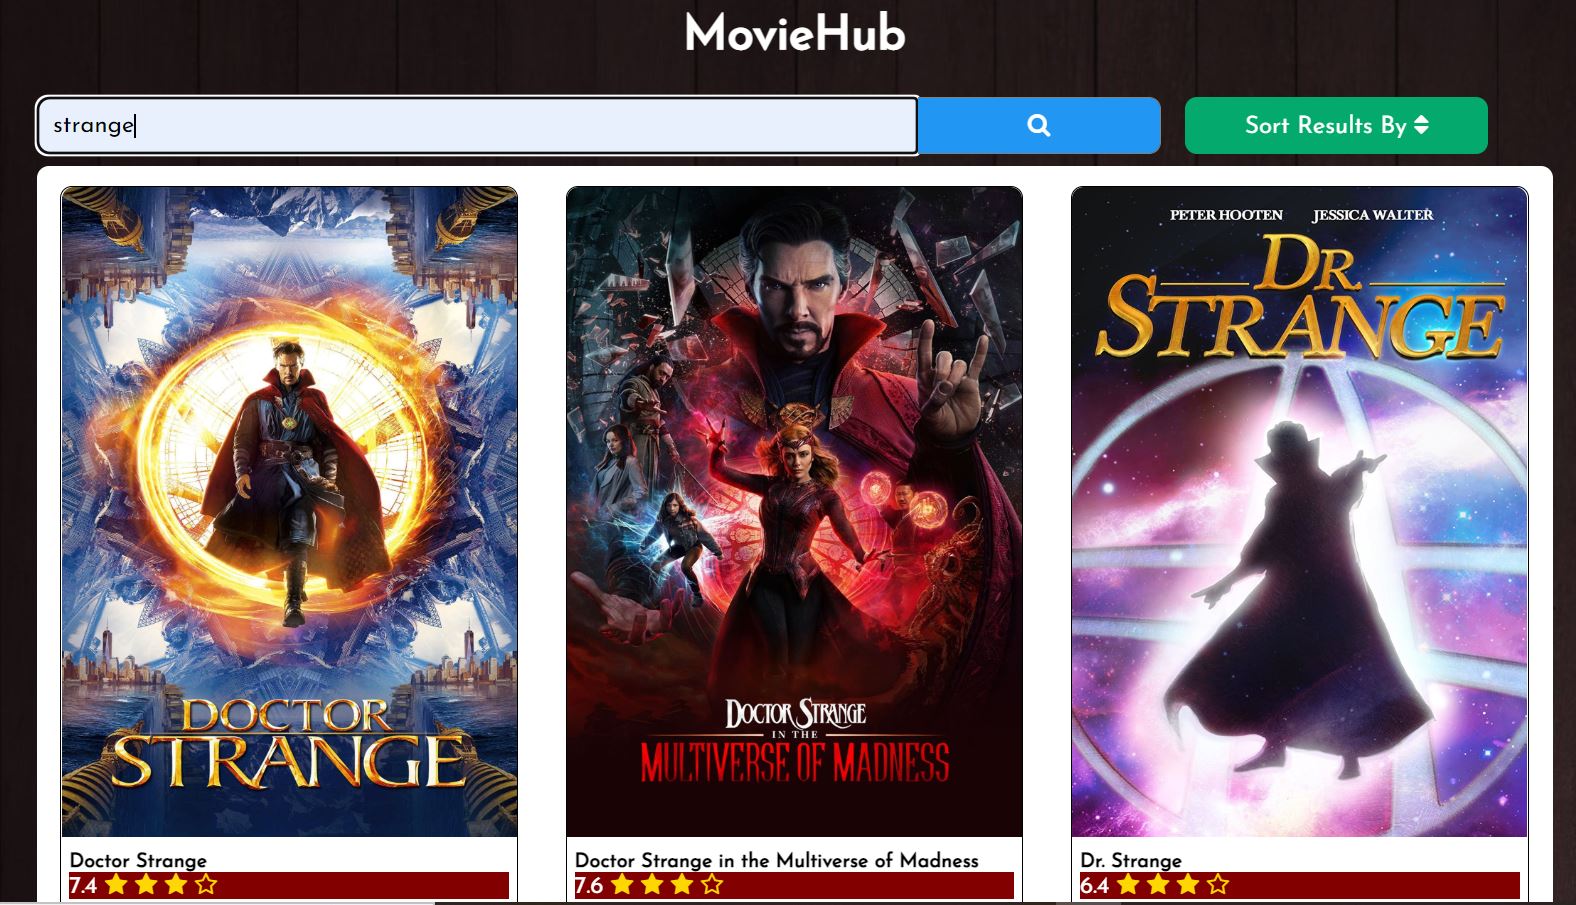 MovieHub
strange
Sort Results By
DOCTOR
STRANGE
DOCTOR STRANGE
IN THE
MULTIVERSE OF MADNESS
PETER HOOTEN JESSICA WALTER
DR
STRANGE
Doctor Strange
7.4
Doctor Strange in the Multiverse of Madness
7.6
Dr. Strange
6.4